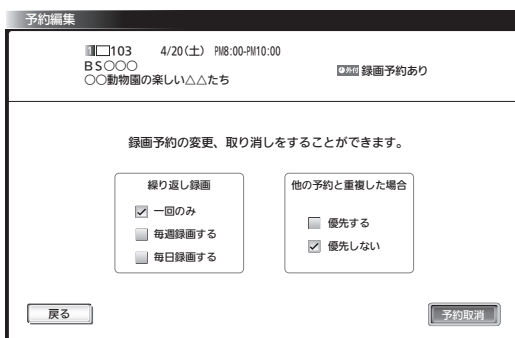 予約編集
1 103 4/20(土) PM8:00-PM10:00
BS○○○
○○動物園の楽しい△△たち
録画予約あり
録画予約の変更、取り消しをすることができます。
繰り返し録画
一回のみ
毎週録画する
毎日録画する
他の予約と重複した場合
優先する
優先しない
戻る
予約取消